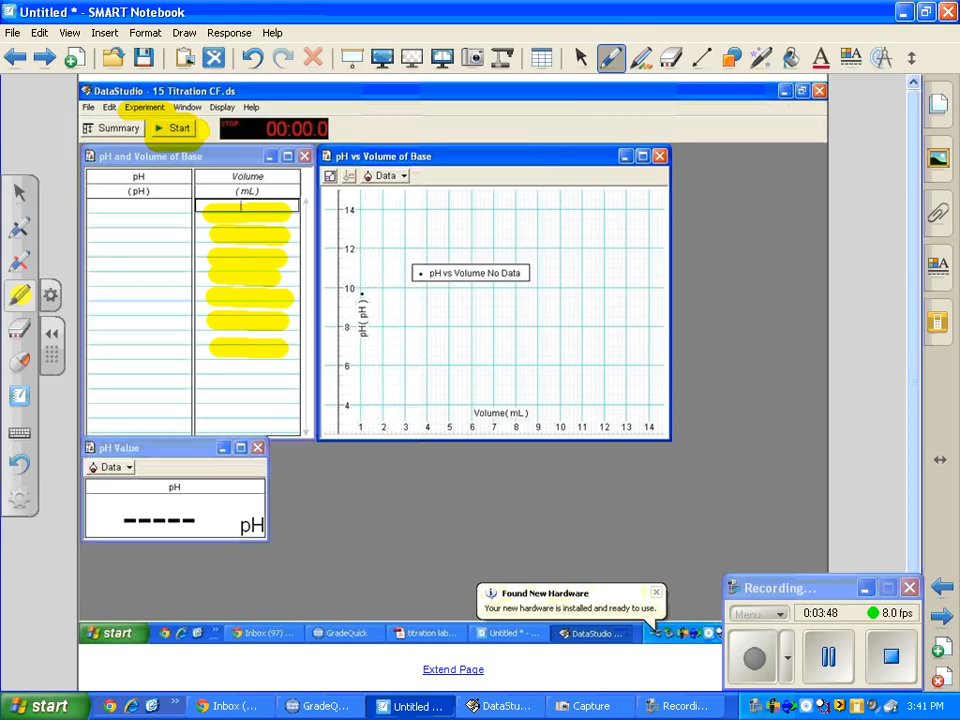 Untitled * - SMART Notebook
File Edit View Insert Format Draw Response Help
DataStudio - 15 Titration CF.ds
File Edit Experiment Window Display Help
Summary Start STOP 00:00.0
pH and Volume of Base
pH Volume
(pH) (mL)
pH vs Volume of Base
Data
14
12
10
8
6
4
pH( pH )
pH vs Volume No Data
Volume( mL )
1 2 3 4 5 6 7 8 9 10 11 12 13 14
pH Value
Data
pH
----- pH
Found New Hardware
Your new hardware is installed and ready to use.
start Inbox (97) ... GradeQuick titration lab... Untitled * - ... DataStudio ...
Extend Page
Recording...
Menu 0:03:48 8.0 fps
start Inbox (... GradeQ... Untitled ... DataStu... Capture Recordi... 3:41 PM